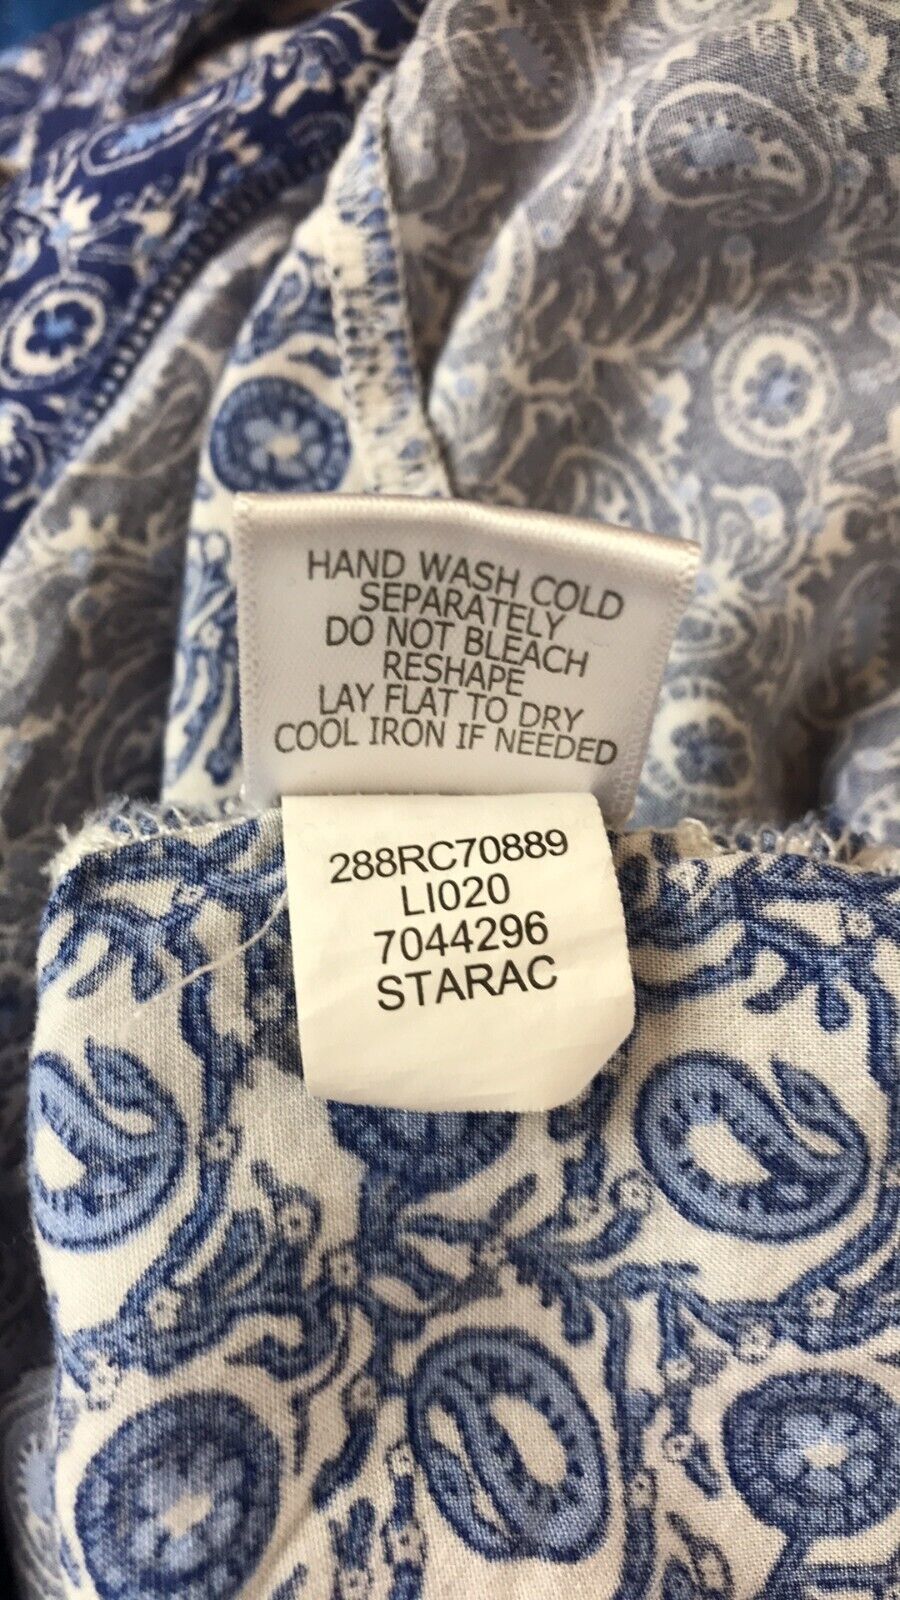 HAND WASH COLD
SEPARATELY
DO NOT BLEACH
RESHAPE
LAY FLAT TO DRY
COOL IRON IF NEEDED
288RC70889
LI020
7044296
STARAC